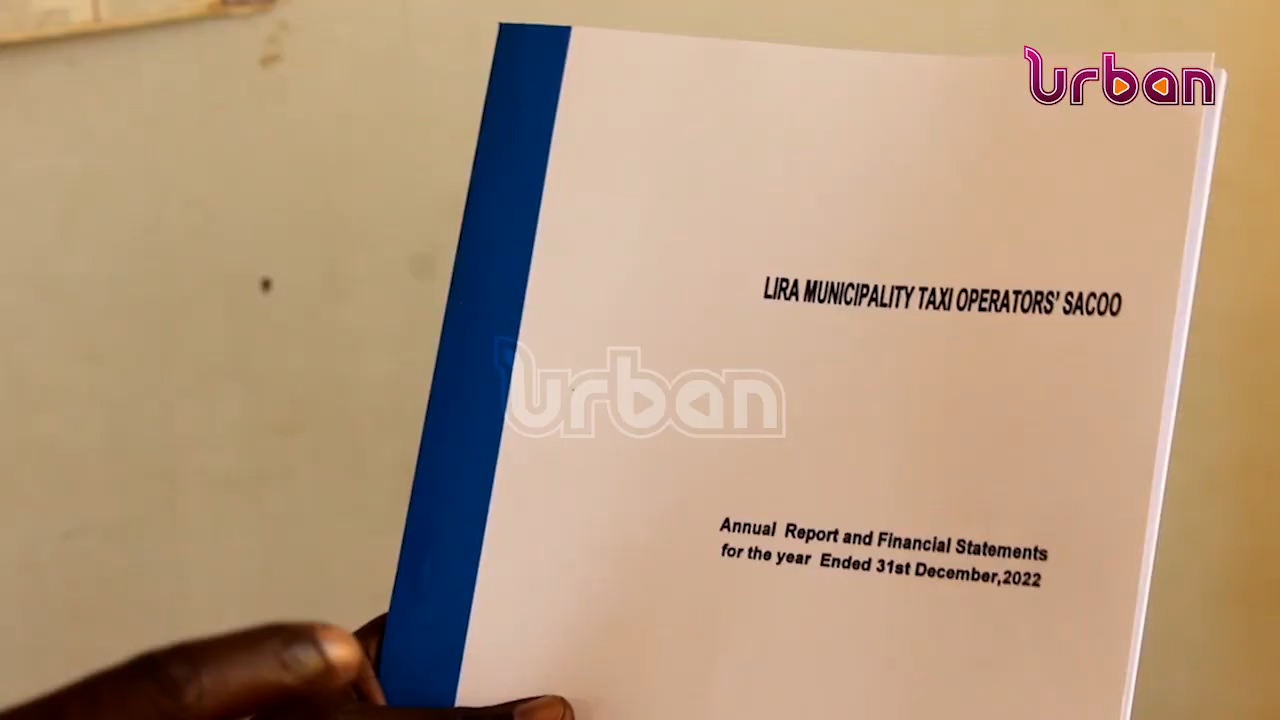 Urban
LIRA MUNICIPALITY TAXI OPERATORS' SACOO
Urban
Annual Report and Financial Statements
for the year Ended 31st December,2022